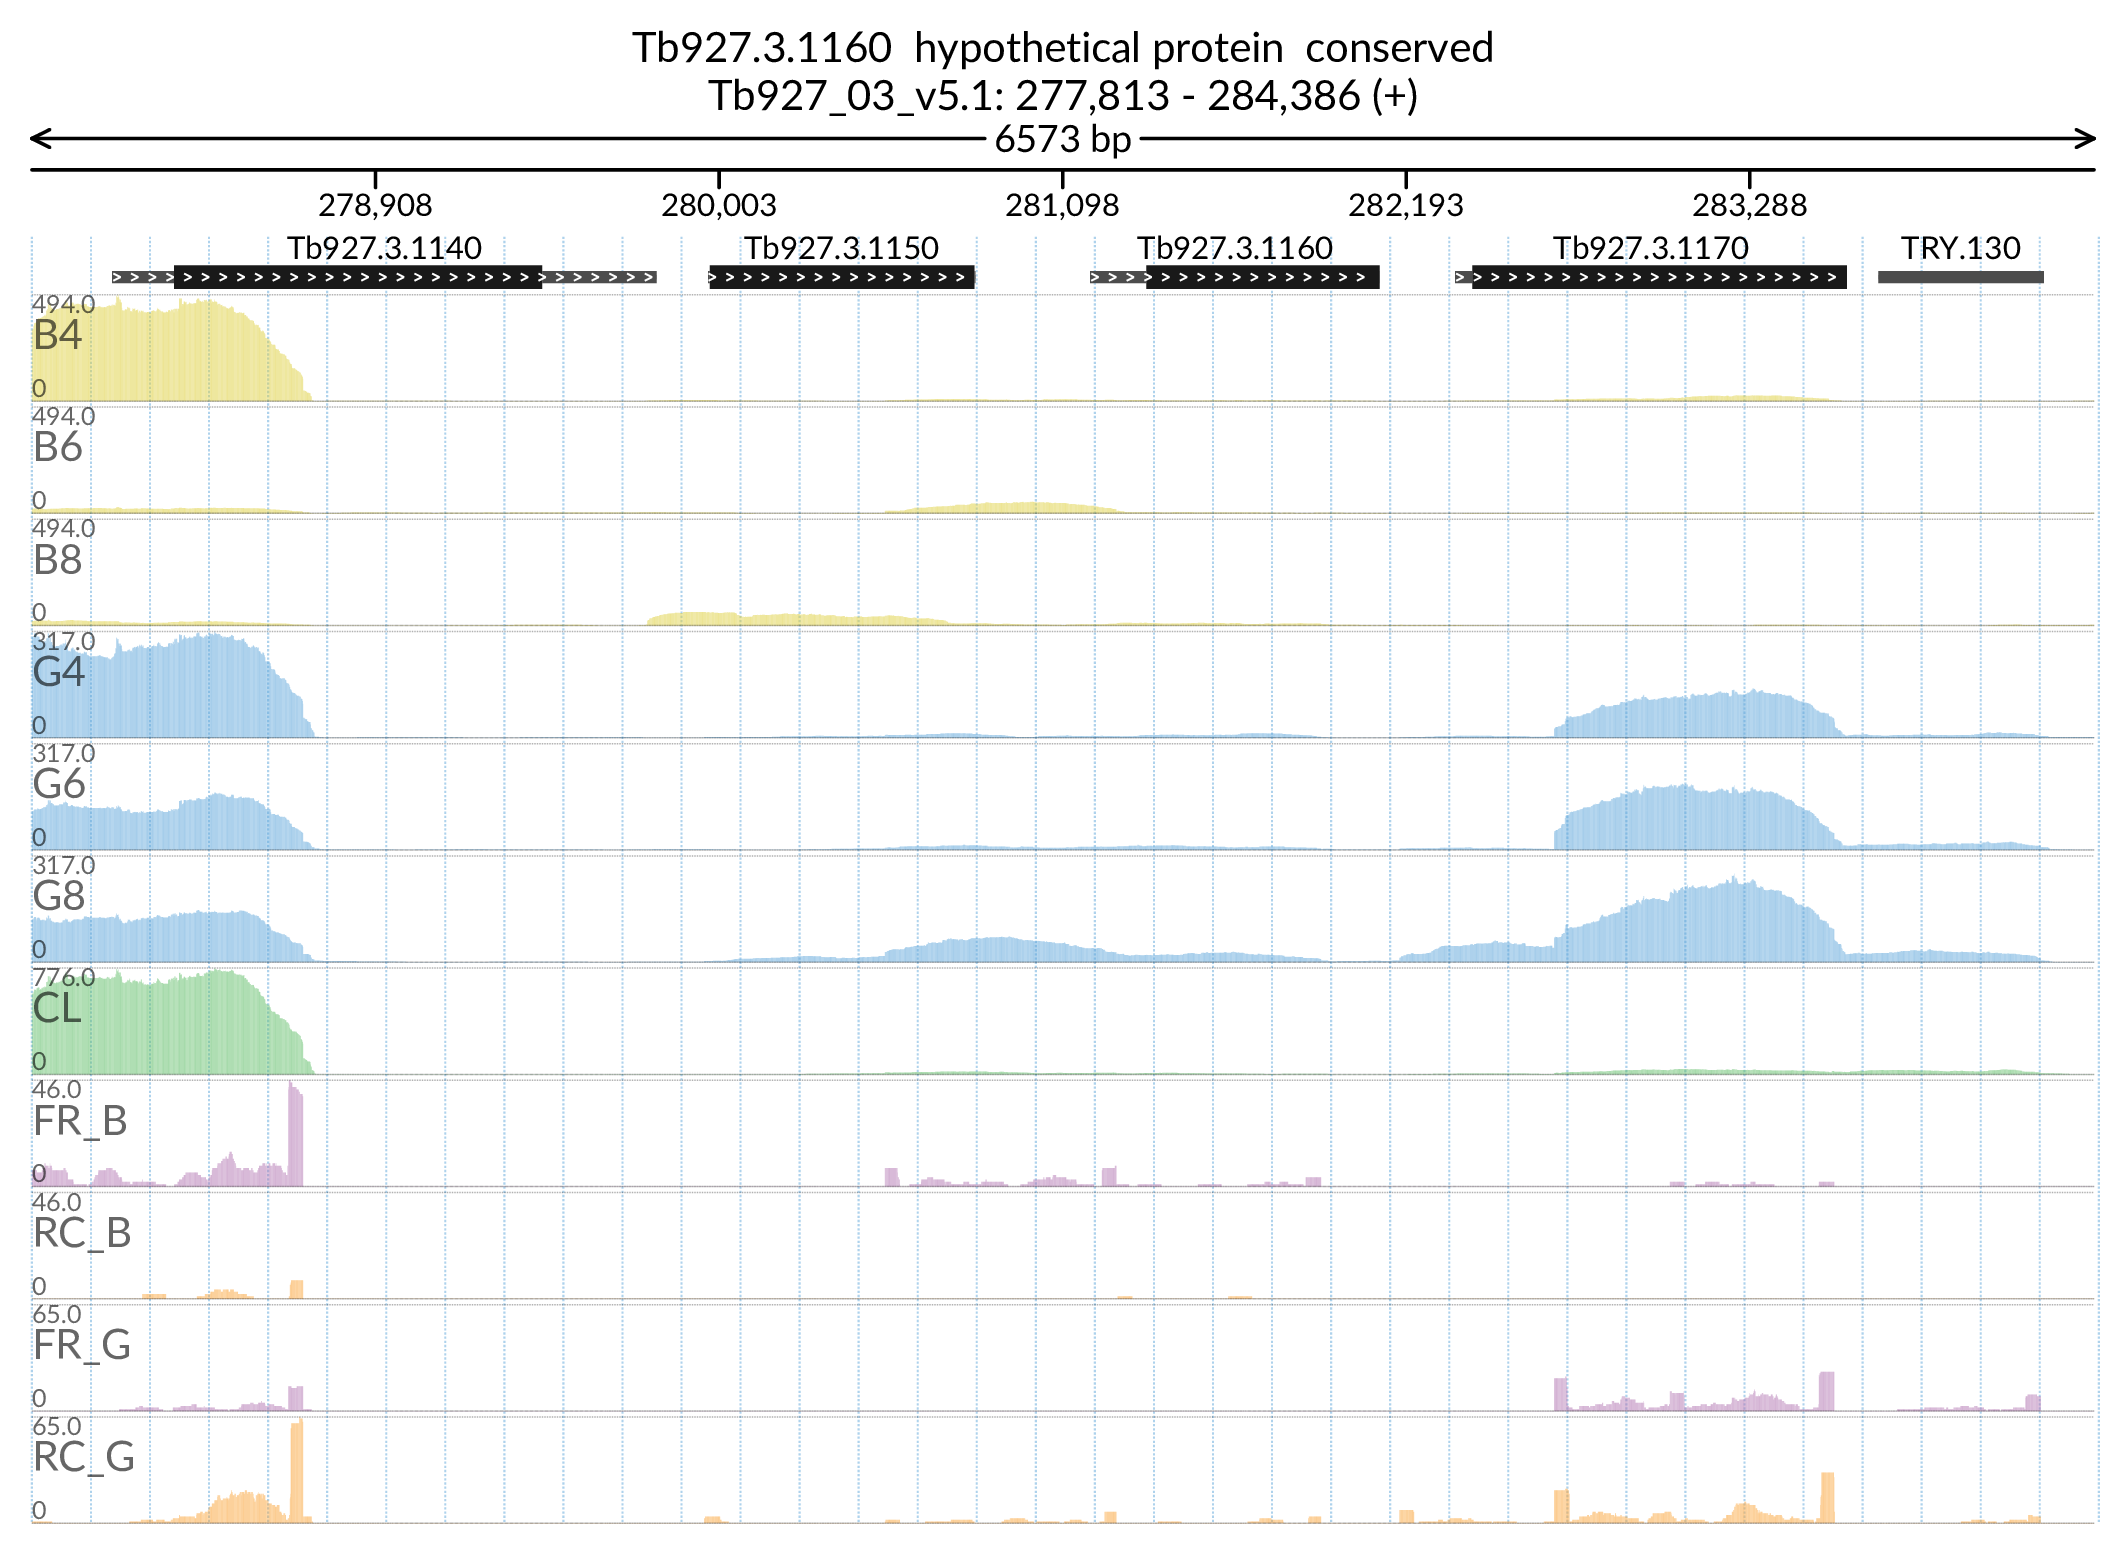 Tb927.3.1160 hypothetical protein conserved
Tb927_03_v5.1: 277,813 - 284,386 (+)
6573 bp
278,908 280,003 281,098 282,193 283,288
Tb927.3.1140 Tb927.3.1150 Tb927.3.1160 Tb927.3.1170 TRY.130
494.0
B4
0
494.0
B6
0
494.0
B8
0
317.0
G4
0
317.0
G6
0
317.0
G8
0
776.0
CL
0
46.0
FR_B
0
46.0
RC_B
0
65.0
FR_G
0
65.0
RC_G
0